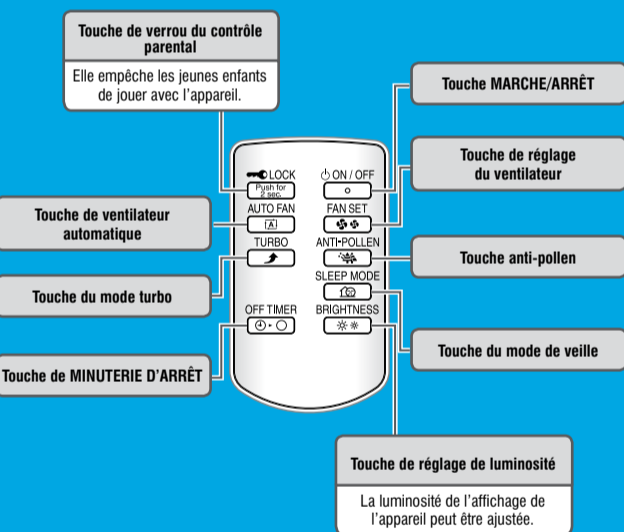 Touche de verrou du contrôle
parental
Elle empêche les jeunes enfants
de jouer avec l'appareil.
Touche MARCHE/ARRÊT
Touche de réglage
du ventilateur
Touche de ventilateur
automatique
Touche anti-pollen
Touche du mode turbo
Touche du mode de veille
Touche de MINUTERIE D'ARRÊT
Touche de réglage de luminosité
La luminosité de l'affichage de
l'appareil peut être ajustée.
LOCK
Push for
2 sec.
ON / OFF
AUTO FAN
A
FAN SET
TURBO
ANTI-POLLEN
SLEEP MODE
OFF TIMER
BRIGHTNESS